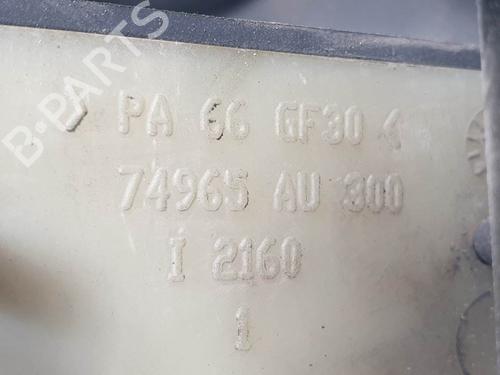 B-PARTS
> PA 66 GF30 <
74965 AU 300
I 2160
1